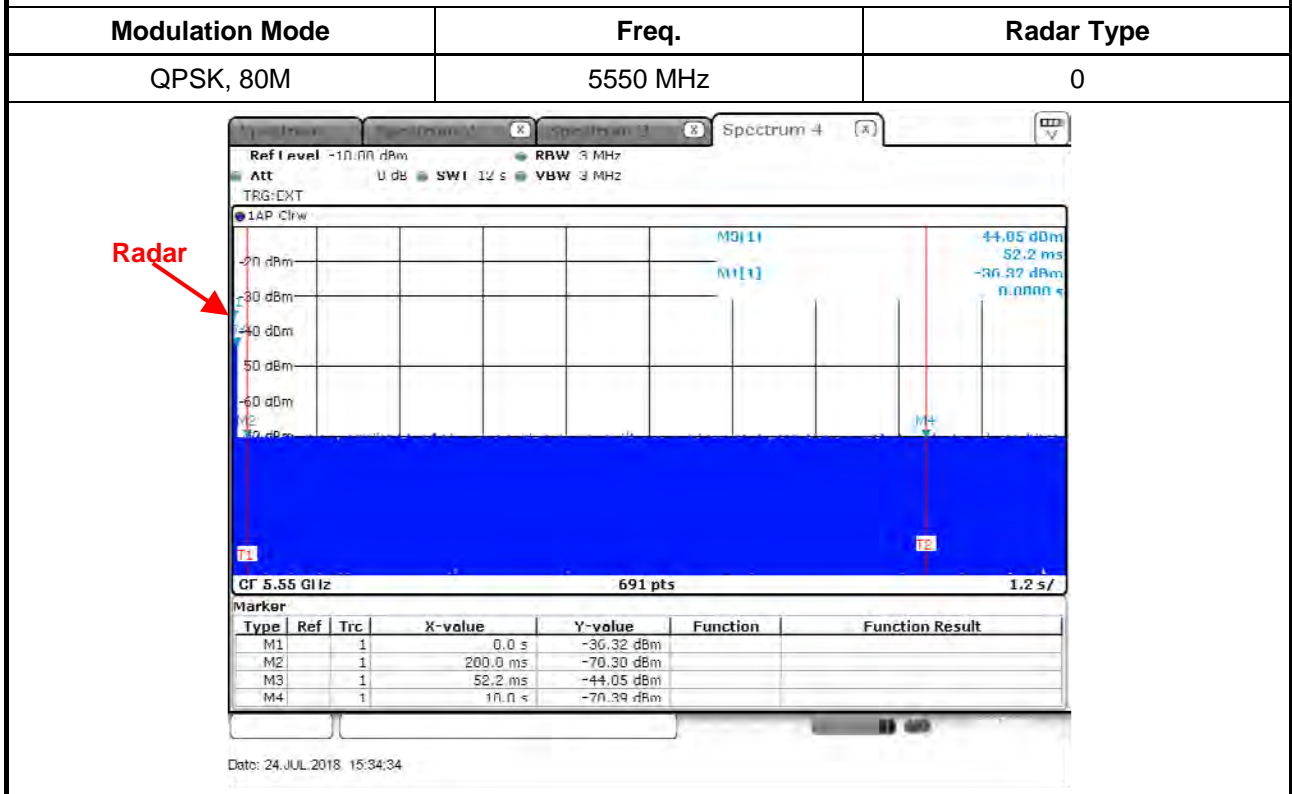 Modulation Mode Freq. Radar Type
QPSK, 80M 5550 MHz 0
Spectrum 4
Ref Level -10.00 dBm RBW 3 MHz
Att 0 dB SWT 12 s VBW 3 MHz
TRG:EXT
1AP Clrw
M3[1] 44.05 dBm
52.2 ms
M1[1] -36.32 dBm
0.0000 s
Radar
-20 dBm
-30 dBm
-40 dBm
50 dBm
-60 dBm
M2
M4
T1
T2
CF 5.55 GHz 691 pts 1.2 s/
Marker
Type Ref Trc X-value Y-value Function Function Result
M1 1 0.0 s -36.32 dBm
M2 1 200.0 ms -70.30 dBm
M3 1 52.2 ms -44.05 dBm
M4 1 10.0 s -70.39 dBm
Date: 24.JUL.2018 15:34:34